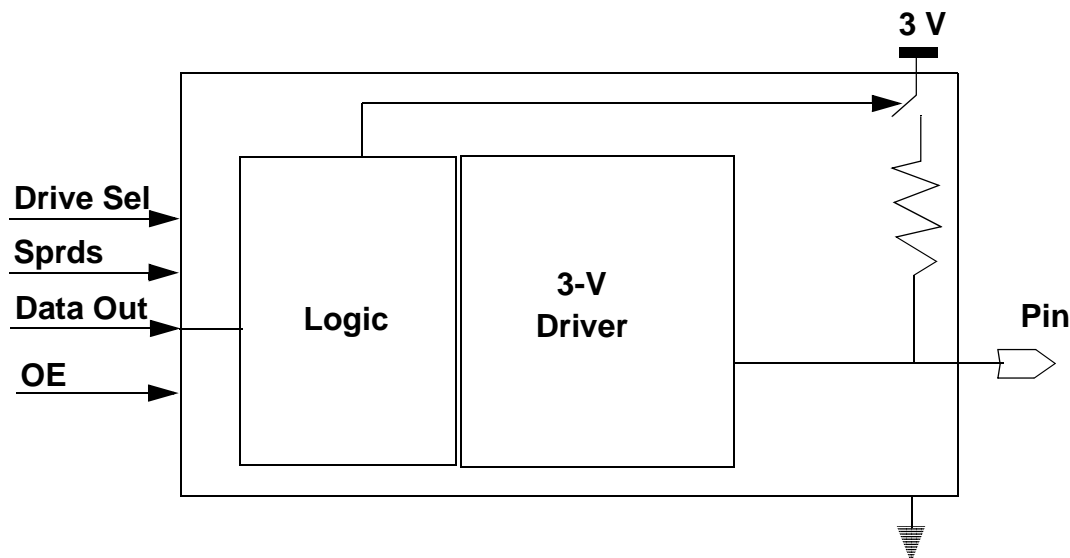 3 V
Drive Sel
Sprds
Data Out
OE
Logic
3-V
Driver
Pin